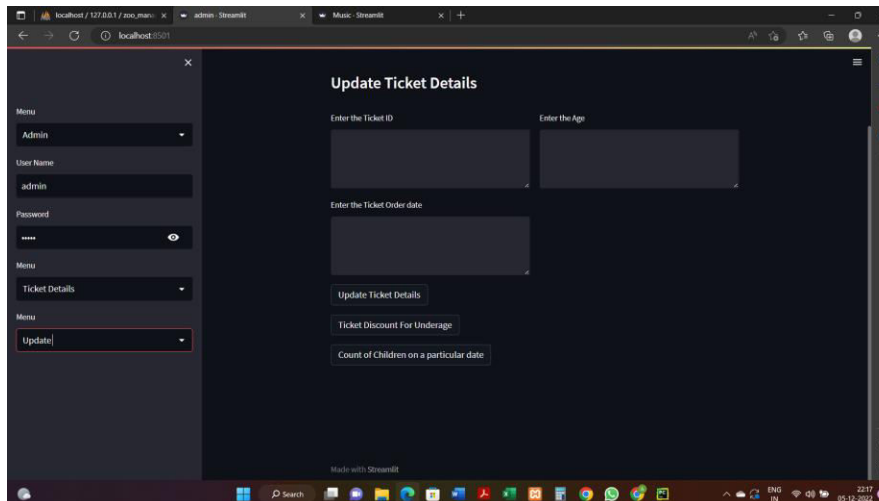 localhost / 127.0.0.1 / zoo_mana
admin · Streamlit
Music · Streamlit
localhost:8501
Menu
Admin
User Name
admin
Password
•••••
Menu
Ticket Details
Menu
Update
Update Ticket Details
Enter the Ticket ID
Enter the Age
Enter the Ticket Order date
Update Ticket Details
Ticket Discount For Underage
Count of Children on a particular date
Made with Streamlit
Search
ENG
IN
22:17
05-12-2022